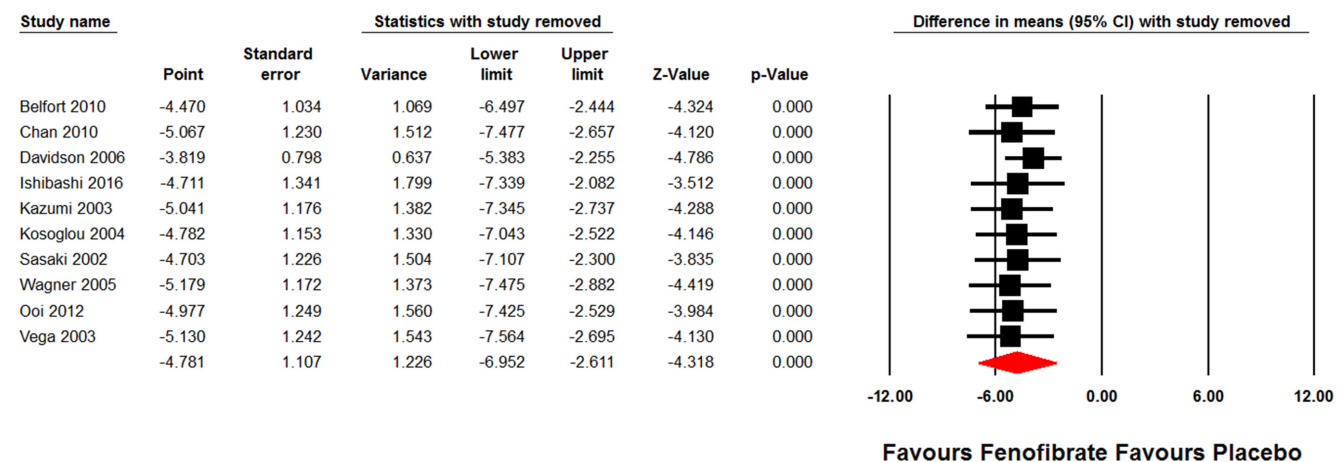 Study name Statistics with study removed Difference in means (95% CI) with study removed
Standard Lower Upper
Point error Variance limit limit Z-Value p-Value
Belfort 2010 -4.470 1.034 1.069 -6.497 -2.444 -4.324 0.000
Chan 2010 -5.067 1.230 1.512 -7.477 -2.657 -4.120 0.000
Davidson 2006 -3.819 0.798 0.637 -5.383 -2.255 -4.786 0.000
Ishibashi 2016 -4.711 1.341 1.799 -7.339 -2.082 -3.512 0.000
Kazumi 2003 -5.041 1.176 1.382 -7.345 -2.737 -4.288 0.000
Kosoglou 2004 -4.782 1.153 1.330 -7.043 -2.522 -4.146 0.000
Sasaki 2002 -4.703 1.226 1.504 -7.107 -2.300 -3.835 0.000
Wagner 2005 -5.179 1.172 1.373 -7.475 -2.882 -4.419 0.000
Ooi 2012 -4.977 1.249 1.560 -7.425 -2.529 -3.984 0.000
Vega 2003 -5.130 1.242 1.543 -7.564 -2.695 -4.130 0.000
-4.781 1.107 1.226 -6.952 -2.611 -4.318 0.000
-12.00 -6.00 0.00 6.00 12.00
Favours Fenofibrate Favours Placebo